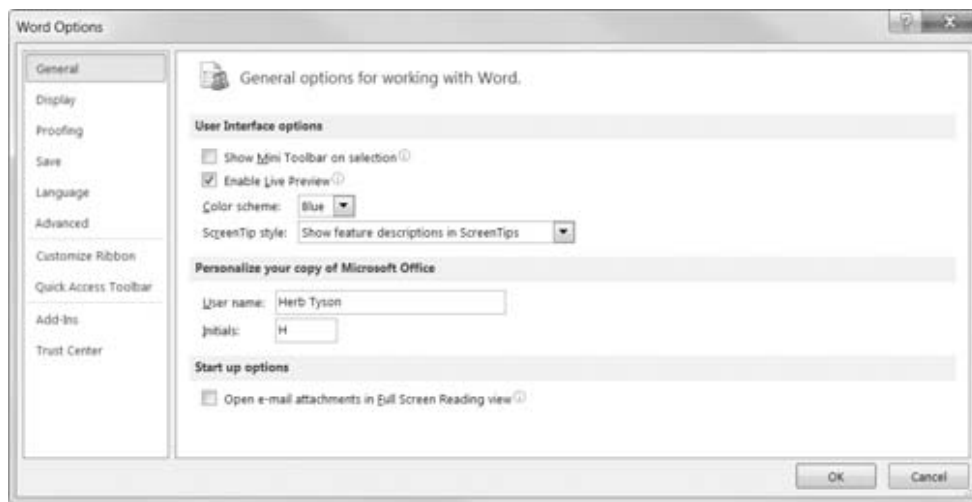 Word Options
General
Display
Proofing
Save
Language
Advanced
Customize Ribbon
Quick Access Toolbar
Add-Ins
Trust Center
General options for working with Word.
User Interface options
Show Mini Toolbar on selection
Enable Live Preview
Color scheme: Blue
ScreenTip style: Show feature descriptions in ScreenTips
Personalize your copy of Microsoft Office
User name: Herb Tyson
Initials: H
Start up options
Open e-mail attachments in Full Screen Reading view
OK Cancel